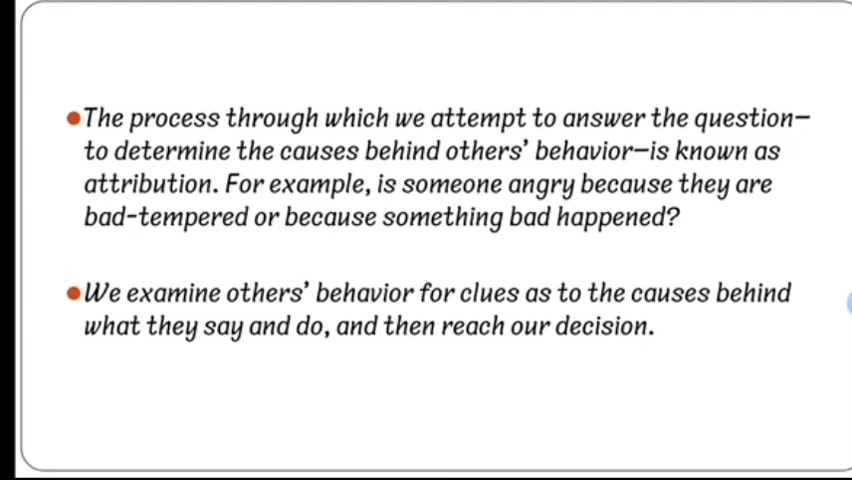 •The process through which we attempt to answer the question—
to determine the causes behind others' behavior—is known as
attribution. For example, is someone angry because they are
bad-tempered or because something bad happened?
•We examine others' behavior for clues as to the causes behind
what they say and do, and then reach our decision.